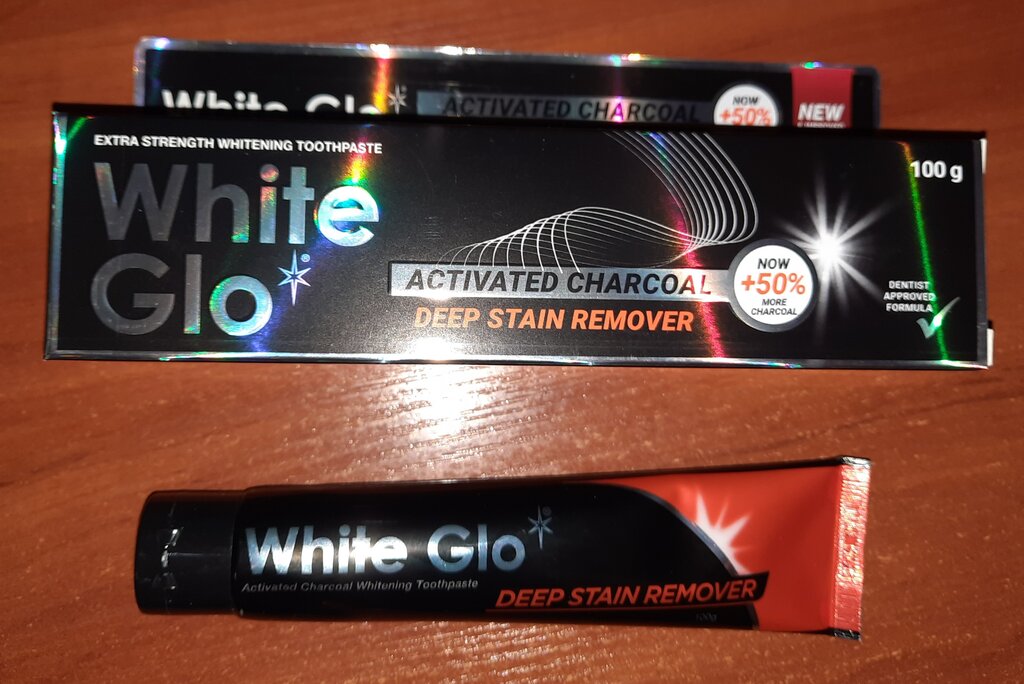 White Glo
ACTIVATED CHARCOAL
NOW
+50%
NEW
EXTRA STRENGTH WHITENING TOOTHPASTE
100 g
White
Glo®
ACTIVATED CHARCOAL
NOW
+50%
MORE
CHARCOAL
DEEP STAIN REMOVER
DENTIST
APPROVED
FORMULA
White Glo®
Activated Charcoal Whitening Toothpaste
DEEP STAIN REMOVER
100g